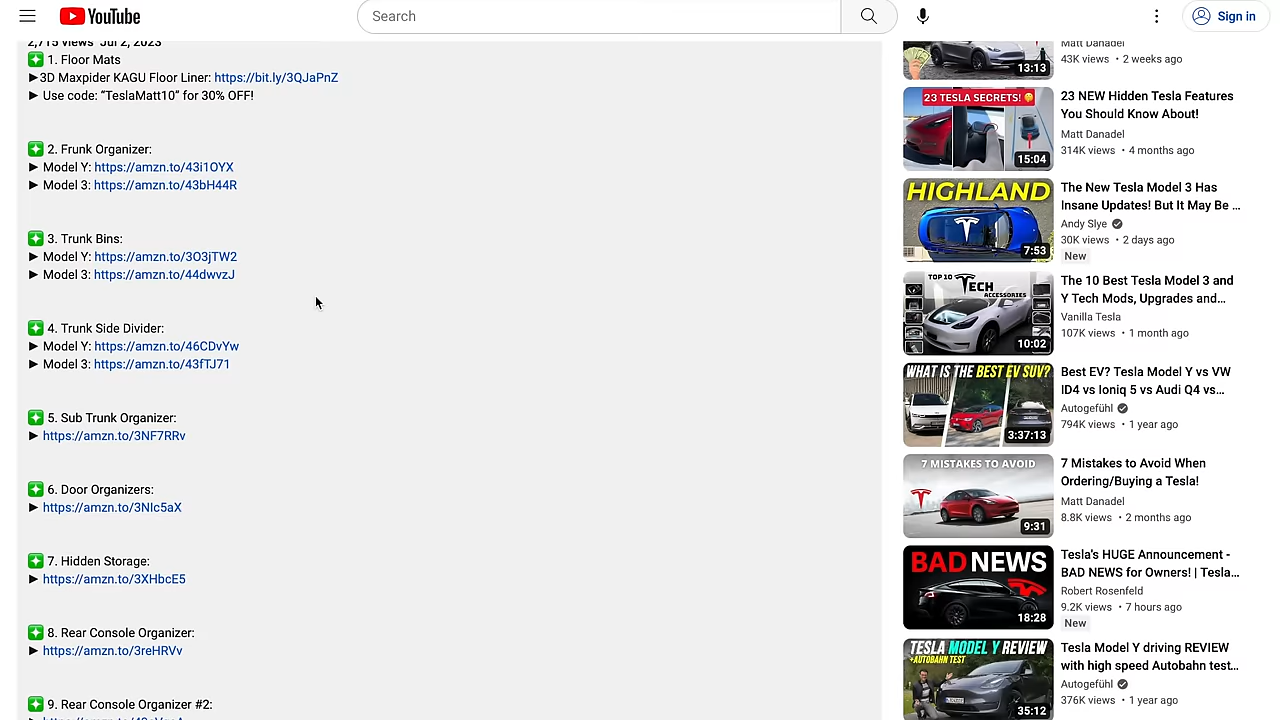 YouTube
Search
Sign in
2,715 views Jul 2, 2023
1. Floor Mats
►3D Maxpider KAGU Floor Liner: https://bit.ly/3QJaPnZ
► Use code: “TeslaMatt10” for 30% OFF!
2. Frunk Organizer:
► Model Y: https://amzn.to/43i1OYX
► Model 3: https://amzn.to/43bH44R
3. Trunk Bins:
► Model Y: https://amzn.to/3O3jTW2
► Model 3: https://amzn.to/44dwvzJ
4. Trunk Side Divider:
► Model Y: https://amzn.to/46CDvYw
► Model 3: https://amzn.to/43fTJ71
5. Sub Trunk Organizer:
► https://amzn.to/3NF7RRv
6. Door Organizers:
► https://amzn.to/3NIc5aX
7. Hidden Storage:
► https://amzn.to/3XHbcE5
8. Rear Console Organizer:
► https://amzn.to/3reHRVv
9. Rear Console Organizer #2:
13:13
Matt Danadel
43K views • 2 weeks ago
23 TESLA SECRETS!
15:04
23 NEW Hidden Tesla Features
You Should Know About!
Matt Danadel
314K views • 4 months ago
HIGHLAND
7:53
The New Tesla Model 3 Has
Insane Updates! But It May Be ...
Andy Slye
30K views • 2 days ago
New
TOP 10
TECH
ACCESSORIES
10:02
The 10 Best Tesla Model 3 and
Y Tech Mods, Upgrades and...
Vanilla Tesla
107K views • 1 month ago
WHAT IS THE BEST EV SUV?
3:37:13
Best EV? Tesla Model Y vs VW
ID4 vs Ioniq 5 vs Audi Q4 vs...
Autogefühl
794K views • 1 year ago
7 MISTAKES TO AVOID
9:31
7 Mistakes to Avoid When
Ordering/Buying a Tesla!
Matt Danadel
8.8K views • 2 months ago
BAD NEWS
18:28
Tesla's HUGE Announcement -
BAD NEWS for Owners! | Tesla...
Robert Rosenfeld
9.2K views • 7 hours ago
New
TESLA MODEL Y REVIEW
+AUTOBAHN TEST
35:12
Tesla Model Y driving REVIEW
with high speed Autobahn test...
Autogefühl
376K views • 1 year ago